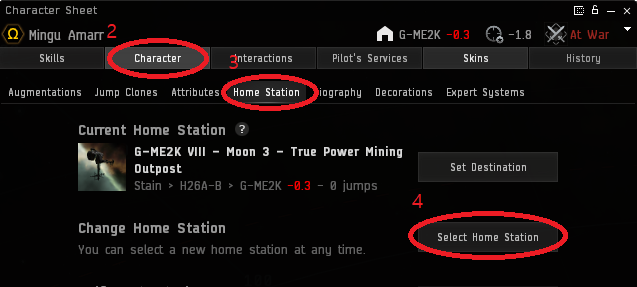 Character Sheet
Ω Mingu Amarr 2 G-ME2K -0.3 -1.8 At War
Skills Character Interactions Pilot's Services Skins History
3
Augmentations Jump Clones Attributes Home Station iography Decorations Expert Systems
Current Home Station ?
G-ME2K VIII - Moon 3 - True Power Mining
Outpost
Set Destination
Stain > H26A-B > G-ME2K -0.3 - 0 jumps
4
Change Home Station
Select Home Station
You can select a new home station at any time.